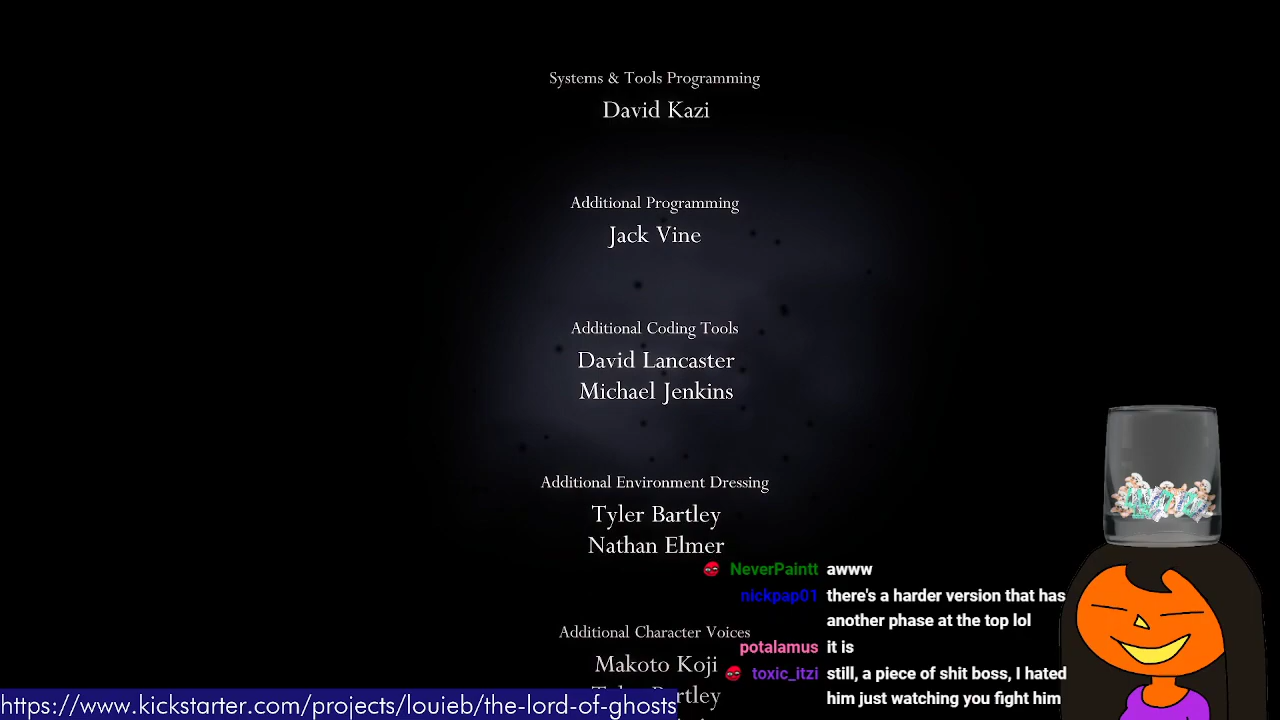 Systems & Tools Programming
David Kazi
Additional Programming
Jack Vine
Additional Coding Tools
David Lancaster
Michael Jenkins
Additional Environment Dressing
Tyler Bartley
Nathan Elmer
Additional Character Voices
Makoto Koji
Tyler Bartley
NeverPaintt awww
nickpap01 there's a harder version that has
another phase at the top lol
potalamus it is
toxic_itzi still, a piece of shit boss, I hated
him just watching you fight him
https://www.kickstarter.com/projects/louieb/the-lord-of-ghosts